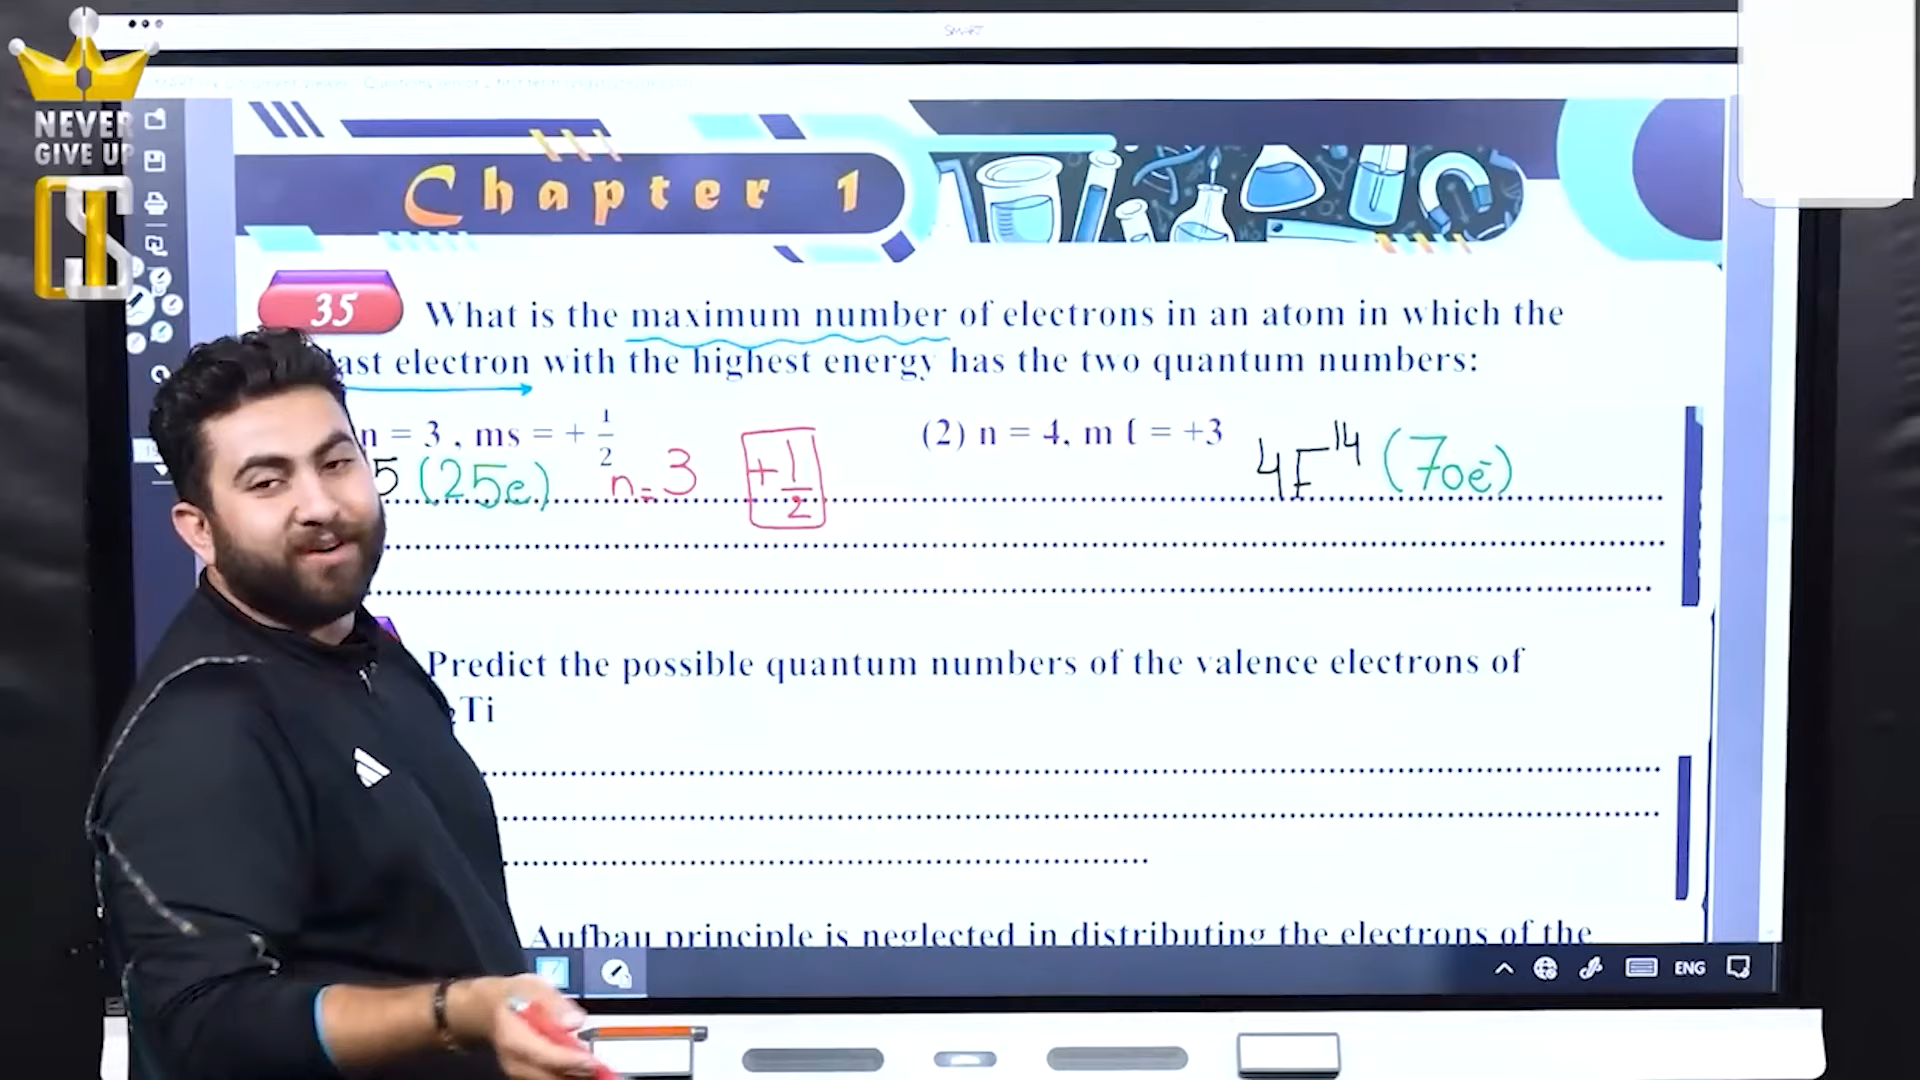 SMART
NEVER
GIVE UP
Chapter 1
35
What is the maximum number of electrons in an atom in which the
last electron with the highest energy has the two quantum numbers:
n = 3 , ms = + 1/2
(2) n = 4, m ℓ = +3
5 (25e)
n = 3
+ 1/2
4F¹⁴ (70e⁻)
Predict the possible quantum numbers of the valence electrons of
₂Ti
Aufbau principle is neglected in distributing the electrons of the
ENG